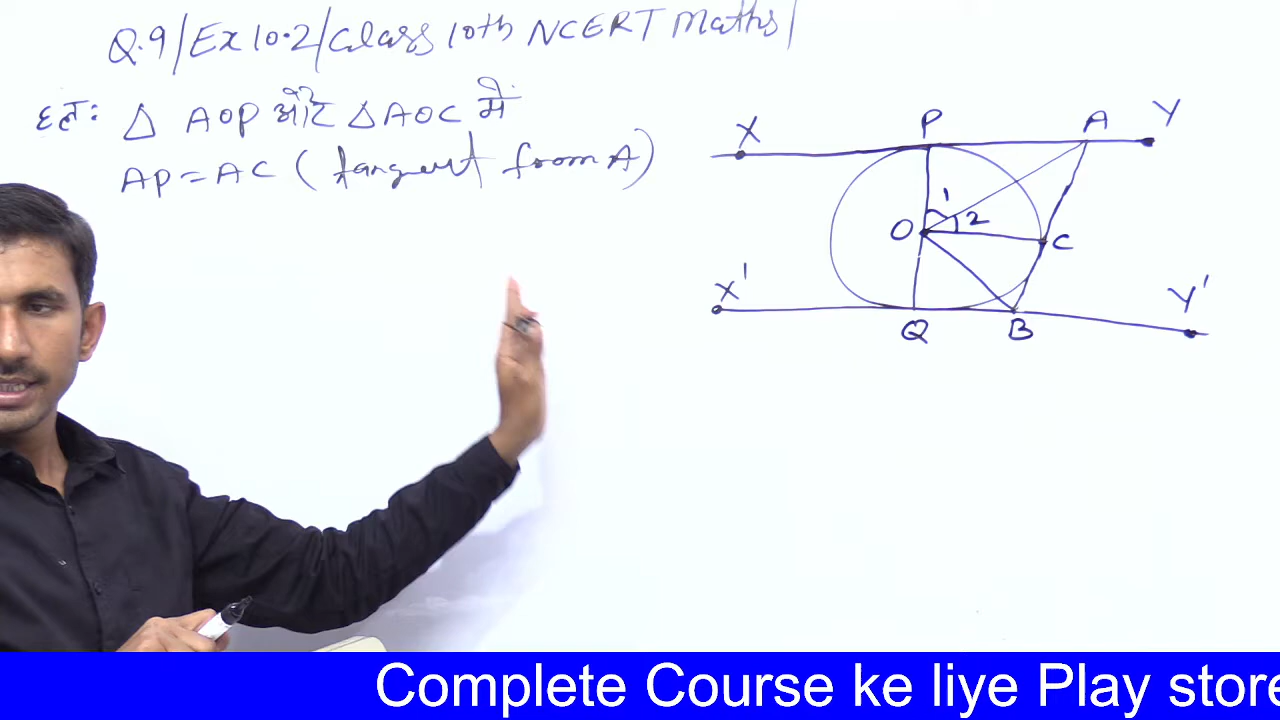 Q.9/Ex 10.2/Class 10th NCERT Maths/
हलः △ AOP और △ AOC में
AP = AC ( tangent from A)
X P A Y
1
O 2 C
X' Y'
Q B
Complete Course ke liye Play store